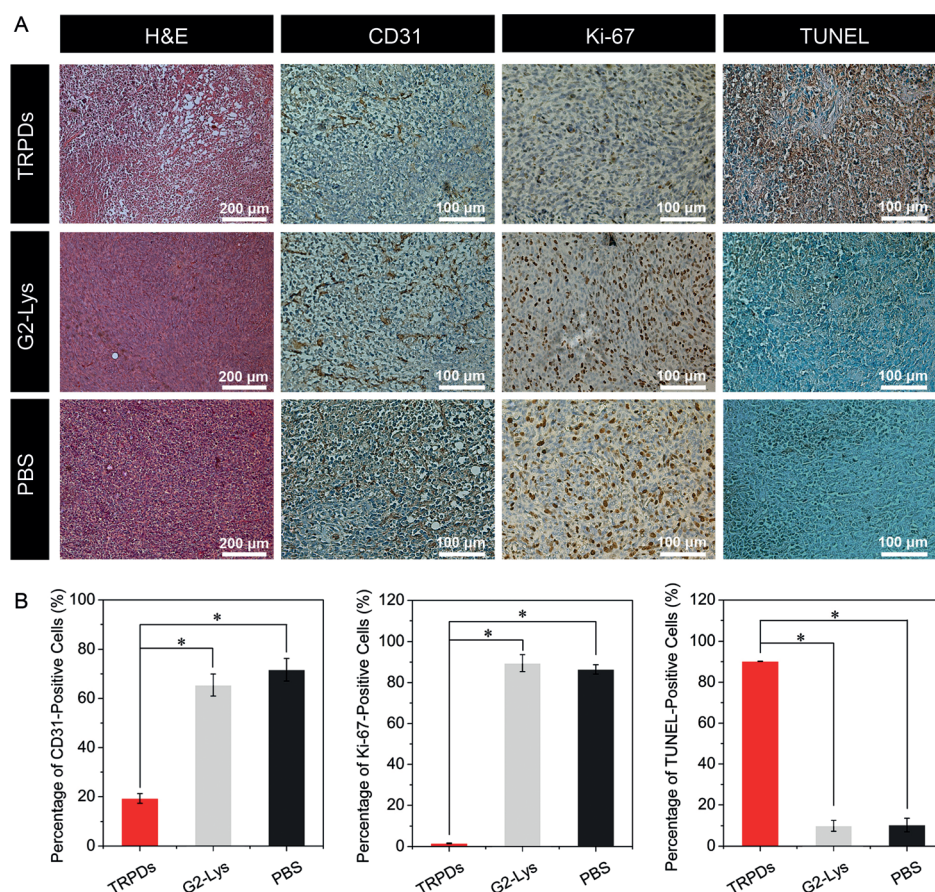 A
H&E
CD31
Ki-67
TUNEL
TRPDs
200 µm
100 µm
100 µm
100 µm
G2-Lys
200 µm
100 µm
100 µm
100 µm
PBS
200 µm
100 µm
100 µm
100 µm
B
Percentage of CD31-Positive Cells (%)
100
80
60
40
20
0
*
*
TRPDs
G2-Lys
PBS
Percentage of Ki-67-Positive Cells (%)
120
100
80
60
40
20
0
*
*
TRPDs
G2-Lys
PBS
Percentage of TUNEL-Positive Cells (%)
120
100
80
60
40
20
0
*
*
TRPDs
G2-Lys
PBS